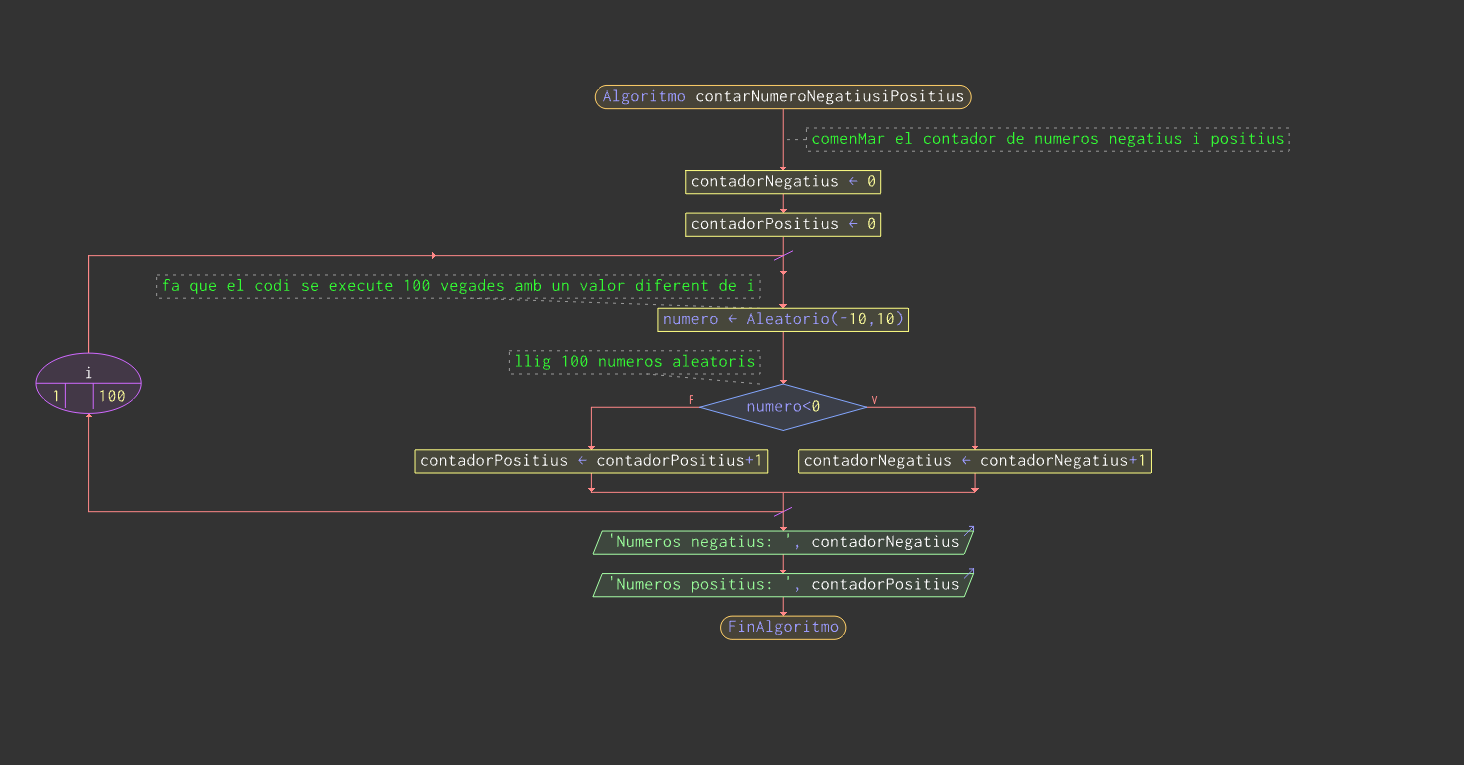 Algoritmo contarNumeroNegatiusiPositius
comenMar el contador de numeros negatius i positius
contadorNegatius ← 0
contadorPositius ← 0
fa que el codi se execute 100 vegades amb un valor diferent de i
numero ← Aleatorio(-10,10)
llig 100 numeros aleatoris
i
1 100
F numero<0 V
contadorPositius ← contadorPositius+1
contadorNegatius ← contadorNegatius+1
'Numeros negatius: ', contadorNegatius
'Numeros positius: ', contadorPositius
FinAlgoritmo